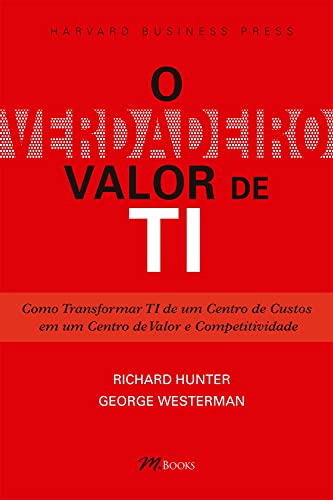 HARVARD BUSINESS PRESS
O
VERDADEIRO
VALOR DE
TI
Como Transformar TI de um Centro de Custos
em um Centro de Valor e Competitividade
RICHARD HUNTER
GEORGE WESTERMAN
M.BOOKS